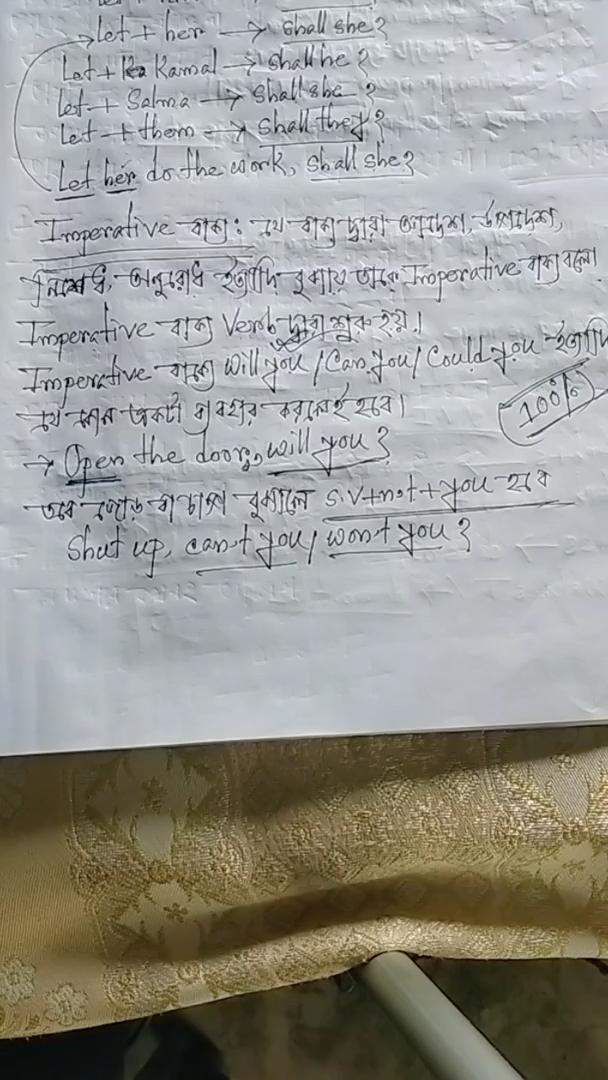 Let + her → shall she?
Let + Kamal → shall he?
Let + Salma → shall she?
Let + them → shall they?
Let her do the work, shall she?
Imperative বাক্য: যে বাক্য দ্বারা আদেশ, উপদেশ,
নিষেধ, অনুরোধ ইত্যাদি বুঝায় তাকে Imperative বাক্য বলে।
Imperative বাক্য Verb দ্বারা শুরু হয়।
Imperative বাক্যে will you/Can you/Could you ইত্যাদি
যে কোন একটা ব্যবহার করলেই হবে।
100%
→ Open the door, will you?
তবে বুঝালে s.v+not+you হবে
Shut up, can't you/won't you?